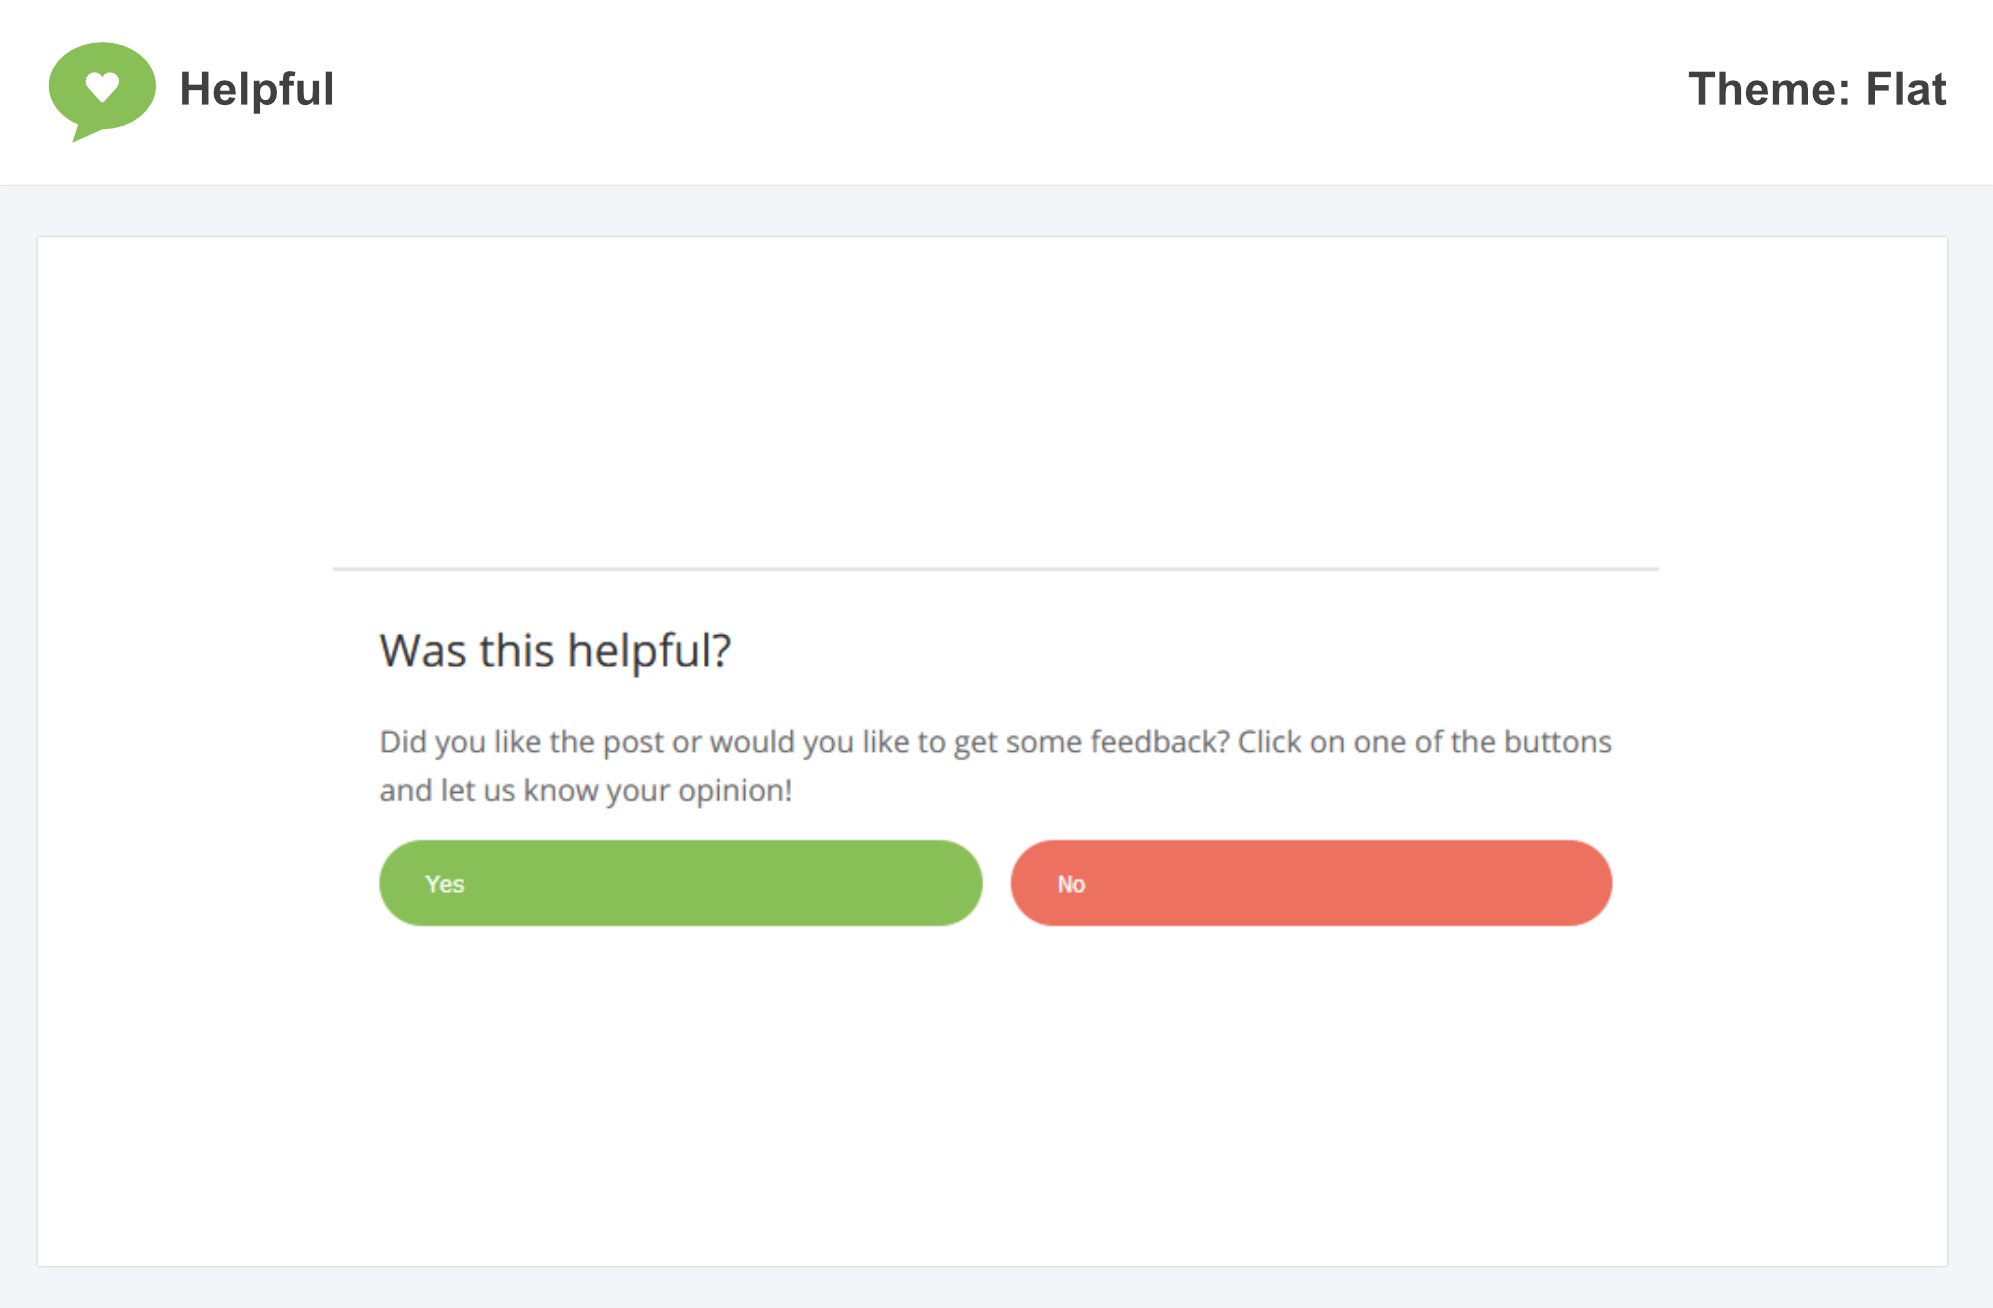 Helpful
Theme: Flat
Was this helpful?
Did you like the post or would you like to get some feedback? Click on one of the buttons
and let us know your opinion!
Yes
No